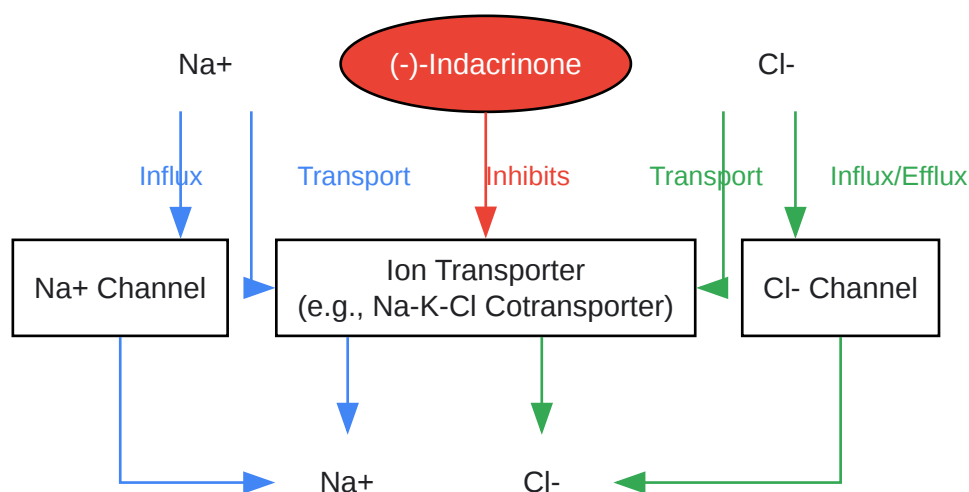 Na+
(-)-Indacrinone
Cl-
Influx
Transport
Inhibits
Transport
Influx/Efflux
Na+ Channel
Ion Transporter
(e.g., Na-K-Cl Cotransporter)
Cl- Channel
Na+
Cl-